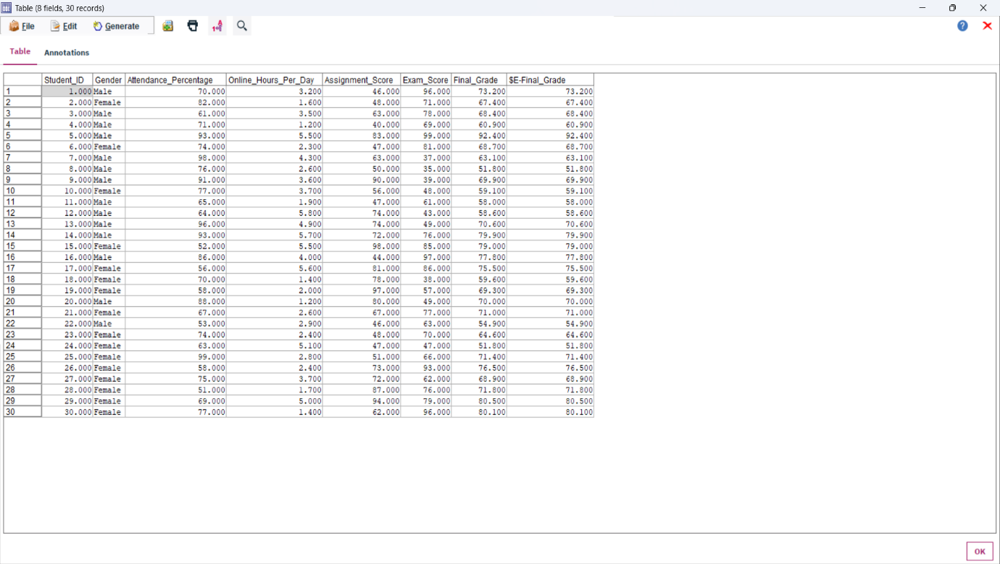 Table (8 fields, 30 records)
File Edit Generate
Table Annotations
Student_ID Gender Attendance_Percentage Online_Hours_Per_Day Assignment_Score Exam_Score Final_Grade $E-Final_Grade
1 1.000 Male 70.000 3.200 46.000 96.000 73.200 73.200
2 2.000 Female 82.000 1.600 48.000 71.000 67.400 67.400
3 3.000 Male 61.000 3.500 63.000 78.000 68.400 68.400
4 4.000 Male 71.000 1.200 40.000 69.000 60.900 60.900
5 5.000 Male 93.000 5.500 83.000 99.000 92.400 92.400
6 6.000 Female 74.000 2.300 47.000 81.000 68.700 68.700
7 7.000 Male 98.000 4.300 63.000 37.000 63.100 63.100
8 8.000 Male 76.000 2.600 50.000 35.000 51.800 51.800
9 9.000 Male 91.000 3.600 90.000 39.000 69.900 69.900
10 10.000 Female 77.000 3.700 56.000 48.000 59.100 59.100
11 11.000 Male 65.000 1.900 47.000 61.000 58.000 58.000
12 12.000 Male 64.000 5.800 74.000 43.000 58.600 58.600
13 13.000 Male 96.000 4.900 74.000 49.000 70.600 70.600
14 14.000 Male 93.000 5.700 72.000 76.000 79.900 79.900
15 15.000 Female 52.000 5.500 98.000 85.000 79.000 79.000
16 16.000 Male 86.000 4.000 44.000 97.000 77.800 77.800
17 17.000 Female 56.000 5.600 81.000 86.000 75.500 75.500
18 18.000 Female 70.000 1.400 78.000 38.000 59.600 59.600
19 19.000 Female 58.000 2.000 97.000 57.000 69.300 69.300
20 20.000 Male 88.000 1.200 80.000 49.000 70.000 70.000
21 21.000 Female 67.000 2.600 67.000 77.000 71.000 71.000
22 22.000 Male 53.000 2.900 46.000 63.000 54.900 54.900
23 23.000 Female 74.000 2.400 48.000 70.000 64.600 64.600
24 24.000 Female 63.000 5.100 47.000 47.000 51.800 51.800
25 25.000 Female 99.000 2.800 51.000 66.000 71.400 71.400
26 26.000 Female 58.000 2.400 73.000 93.000 76.500 76.500
27 27.000 Female 75.000 3.700 72.000 62.000 68.900 68.900
28 28.000 Female 51.000 1.700 87.000 76.000 71.800 71.800
29 29.000 Female 69.000 5.000 94.000 79.000 80.500 80.500
30 30.000 Female 77.000 1.400 62.000 96.000 80.100 80.100
OK